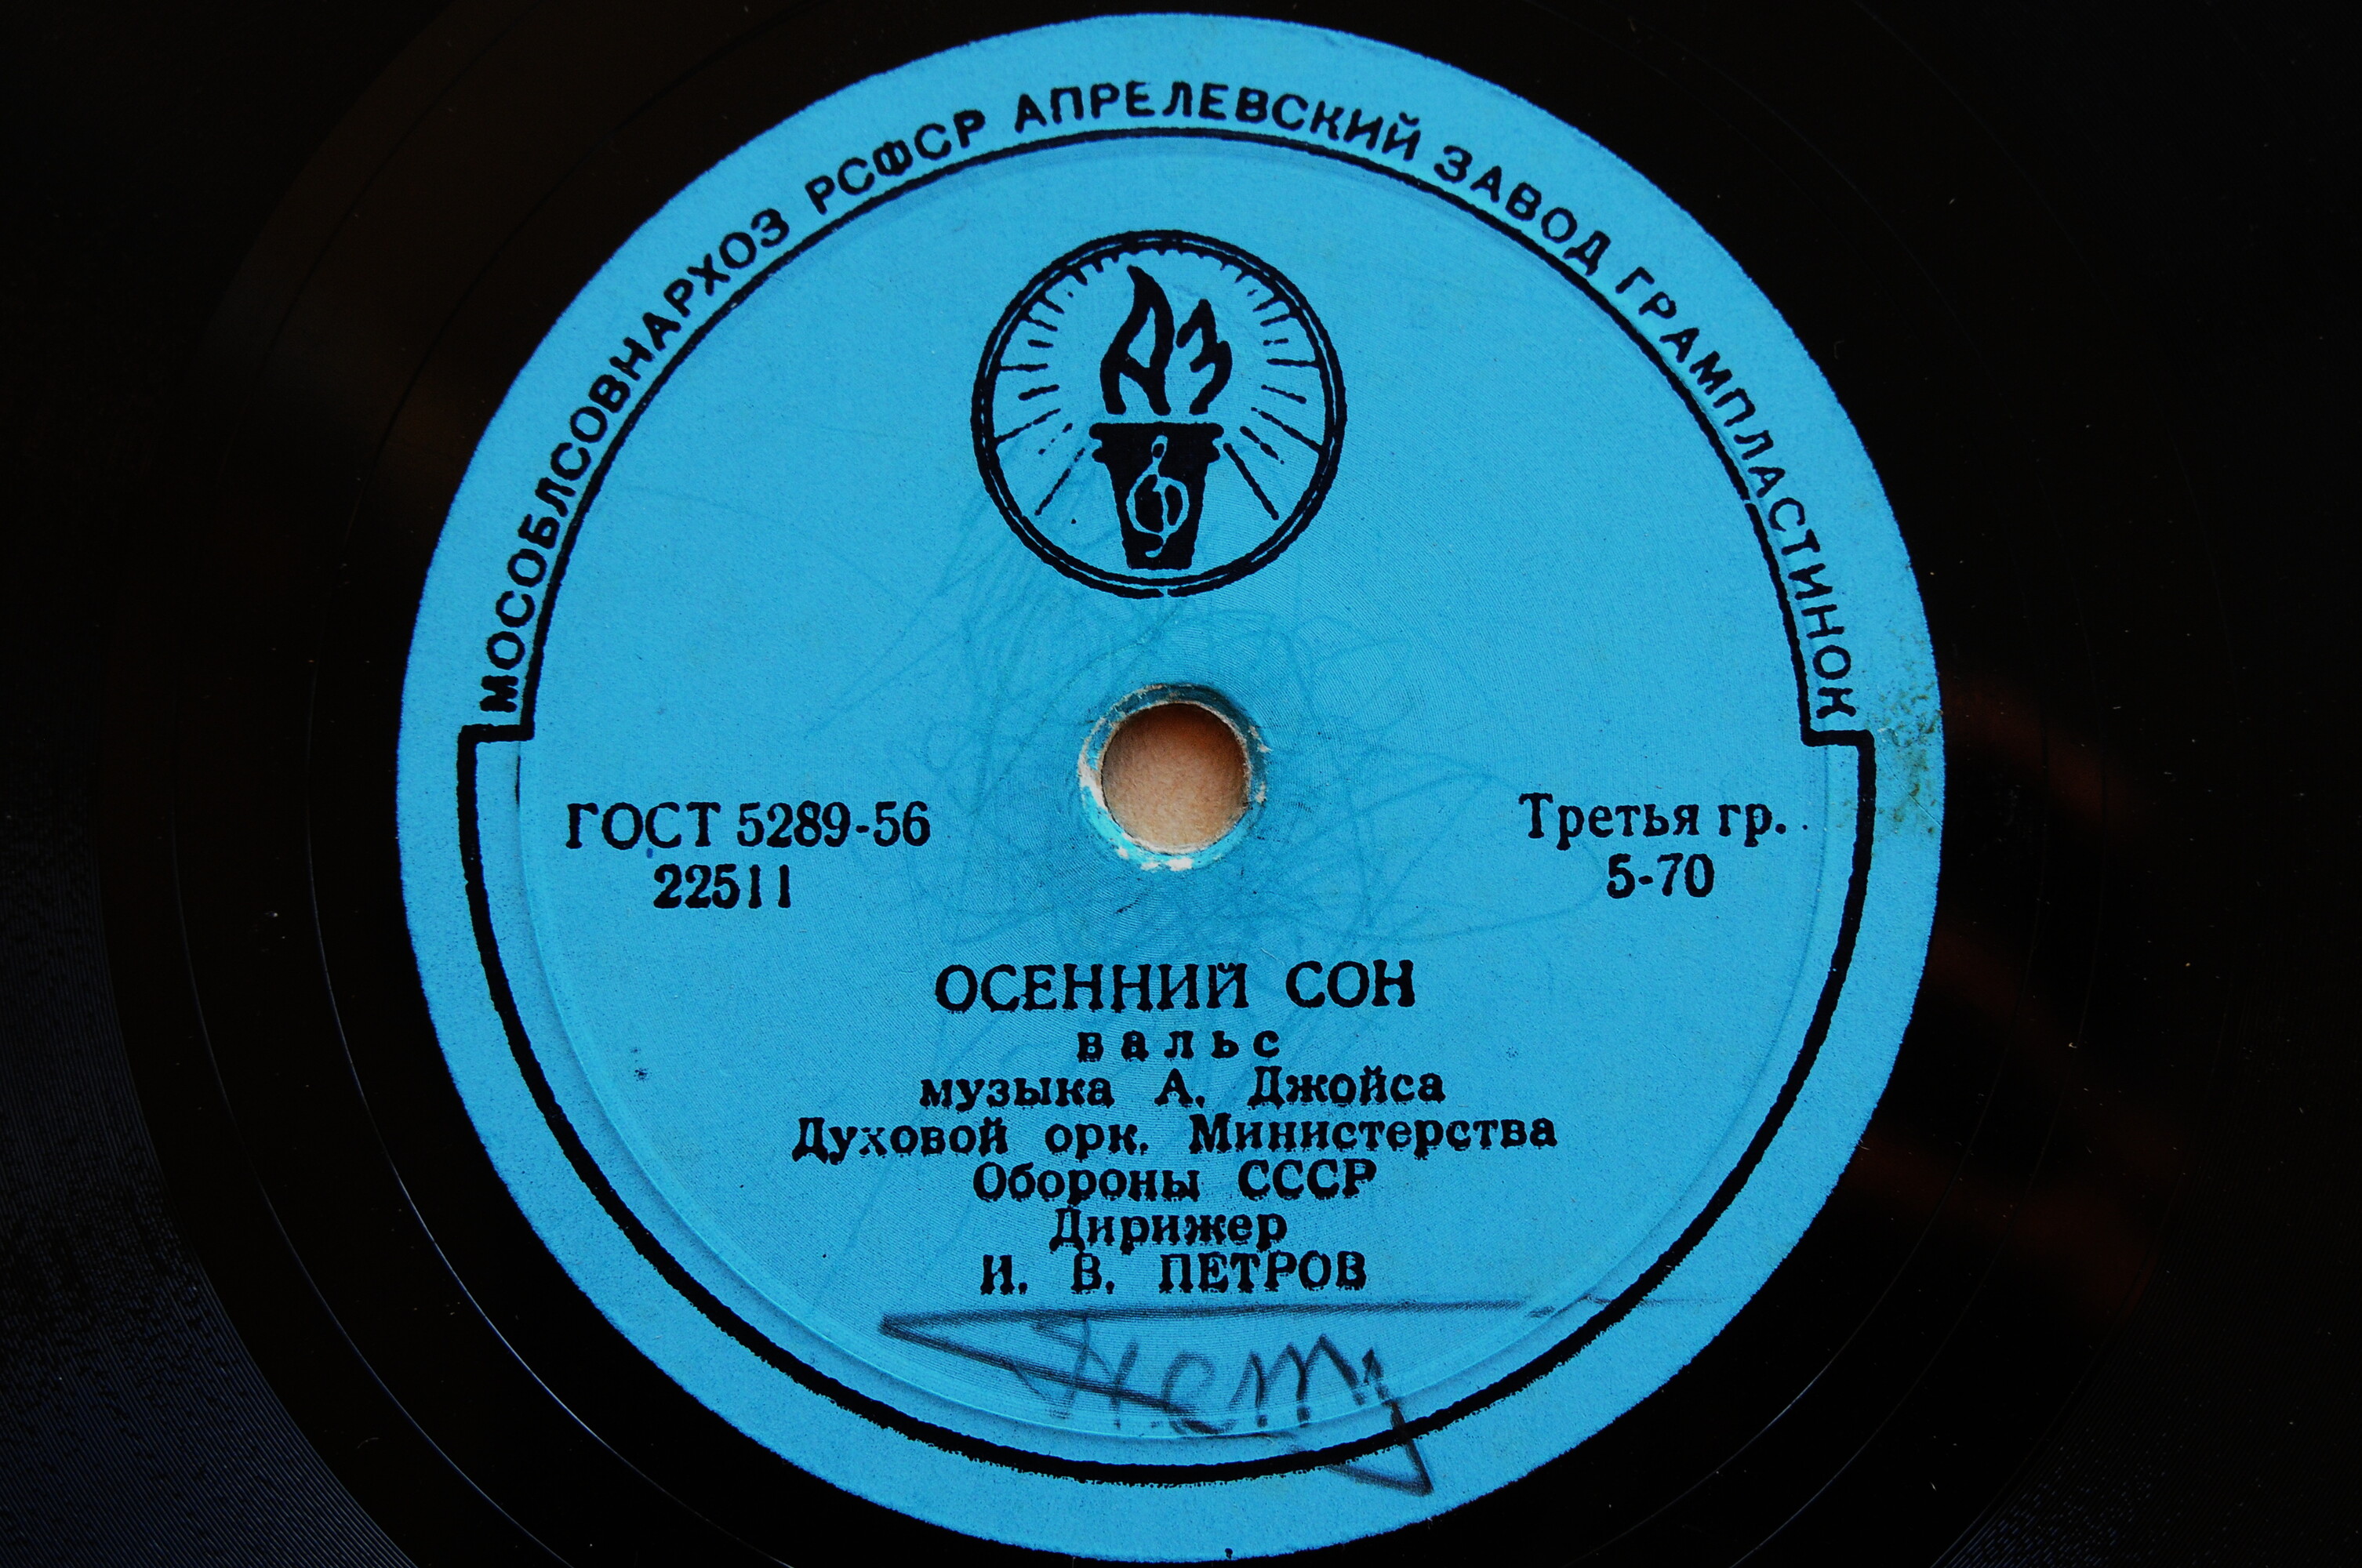 МОСОБЛСОВНАРХОЗ РСФСР АПРЕЛЕВСКИЙ ЗАВОД ГРАМПЛАСТИНОК
АЗ
ГОСТ 5289-56
22511
Третья гр.
5-70
ОСЕННИЙ СОН
вальс
музыка А. Джойса
Духовой орк. Министерства
Обороны СССР
Дирижер
И. В. ПЕТРОВ